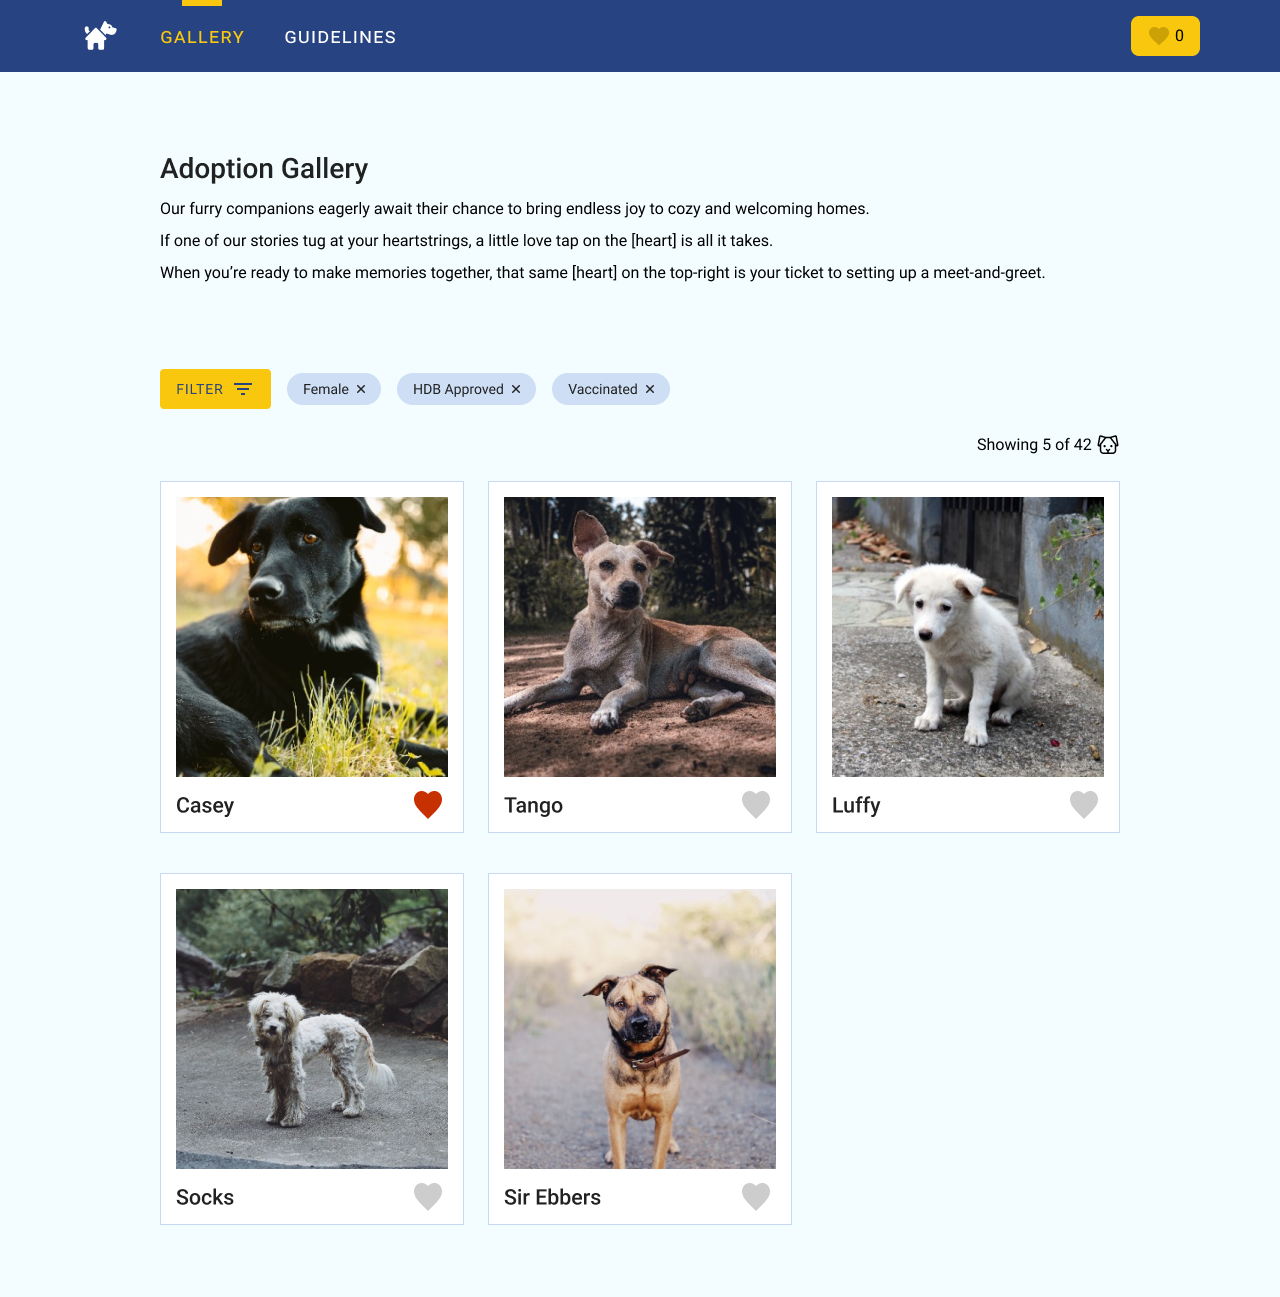 GALLERY
GUIDELINES
0
Adoption Gallery
Our furry companions eagerly await their chance to bring endless joy to cozy and welcoming homes.
If one of our stories tug at your heartstrings, a little love tap on the [heart] is all it takes.
When you’re ready to make memories together, that same [heart] on the top-right is your ticket to setting up a meet-and-greet.
FILTER
Female ✕
HDB Approved ✕
Vaccinated ✕
Showing 5 of 42
Casey
Tango
Luffy
Socks
Sir Ebbers